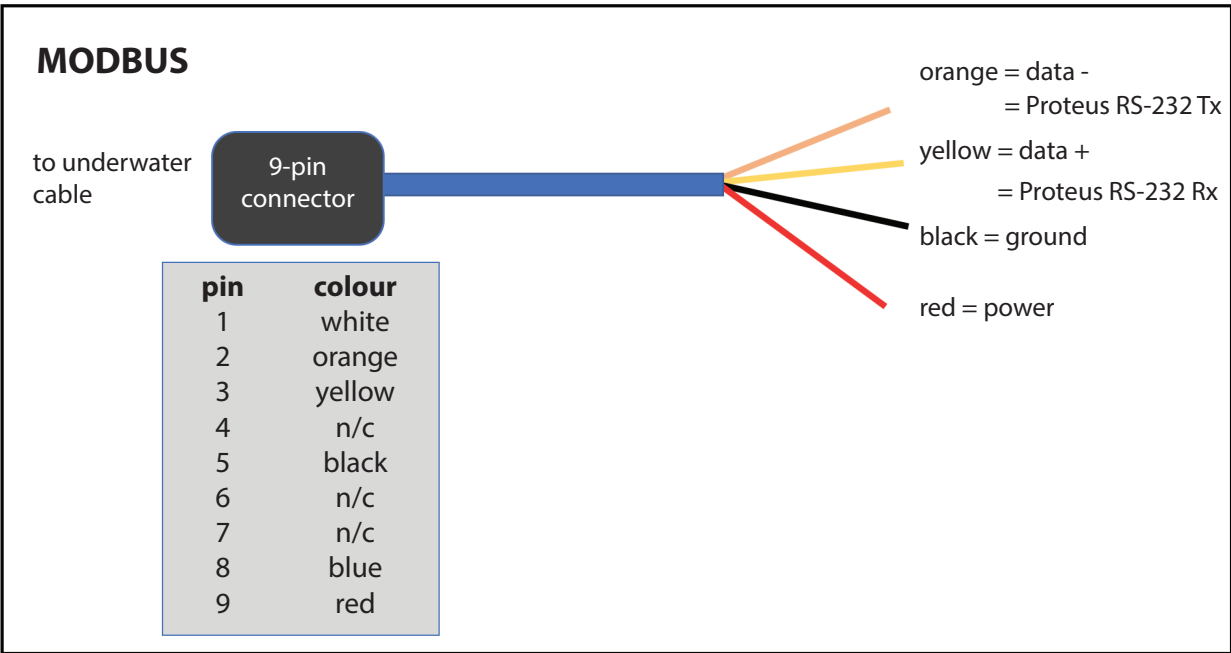 MODBUS
to underwater
cable
9-pin
connector
orange = data -
= Proteus RS-232 Tx
yellow = data +
= Proteus RS-232 Rx
black = ground
red = power
pin colour
1 white
2 orange
3 yellow
4 n/c
5 black
6 n/c
7 n/c
8 blue
9 red